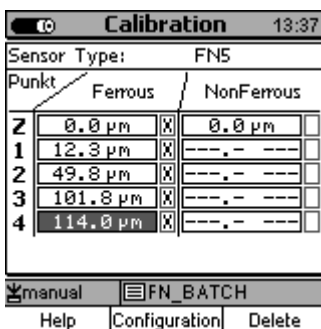 Calibration 13:37
Sensor Type: FN5
Punkt Ferrous NonFerrous
Z 0.0 µm X 0.0 µm
1 12.3 µm X ---.- ---
2 49.8 µm X ---.- ---
3 101.8 µm X ---.- ---
4 114.0 µm X ---.- ---
manual FN_BATCH
Help Configuration Delete